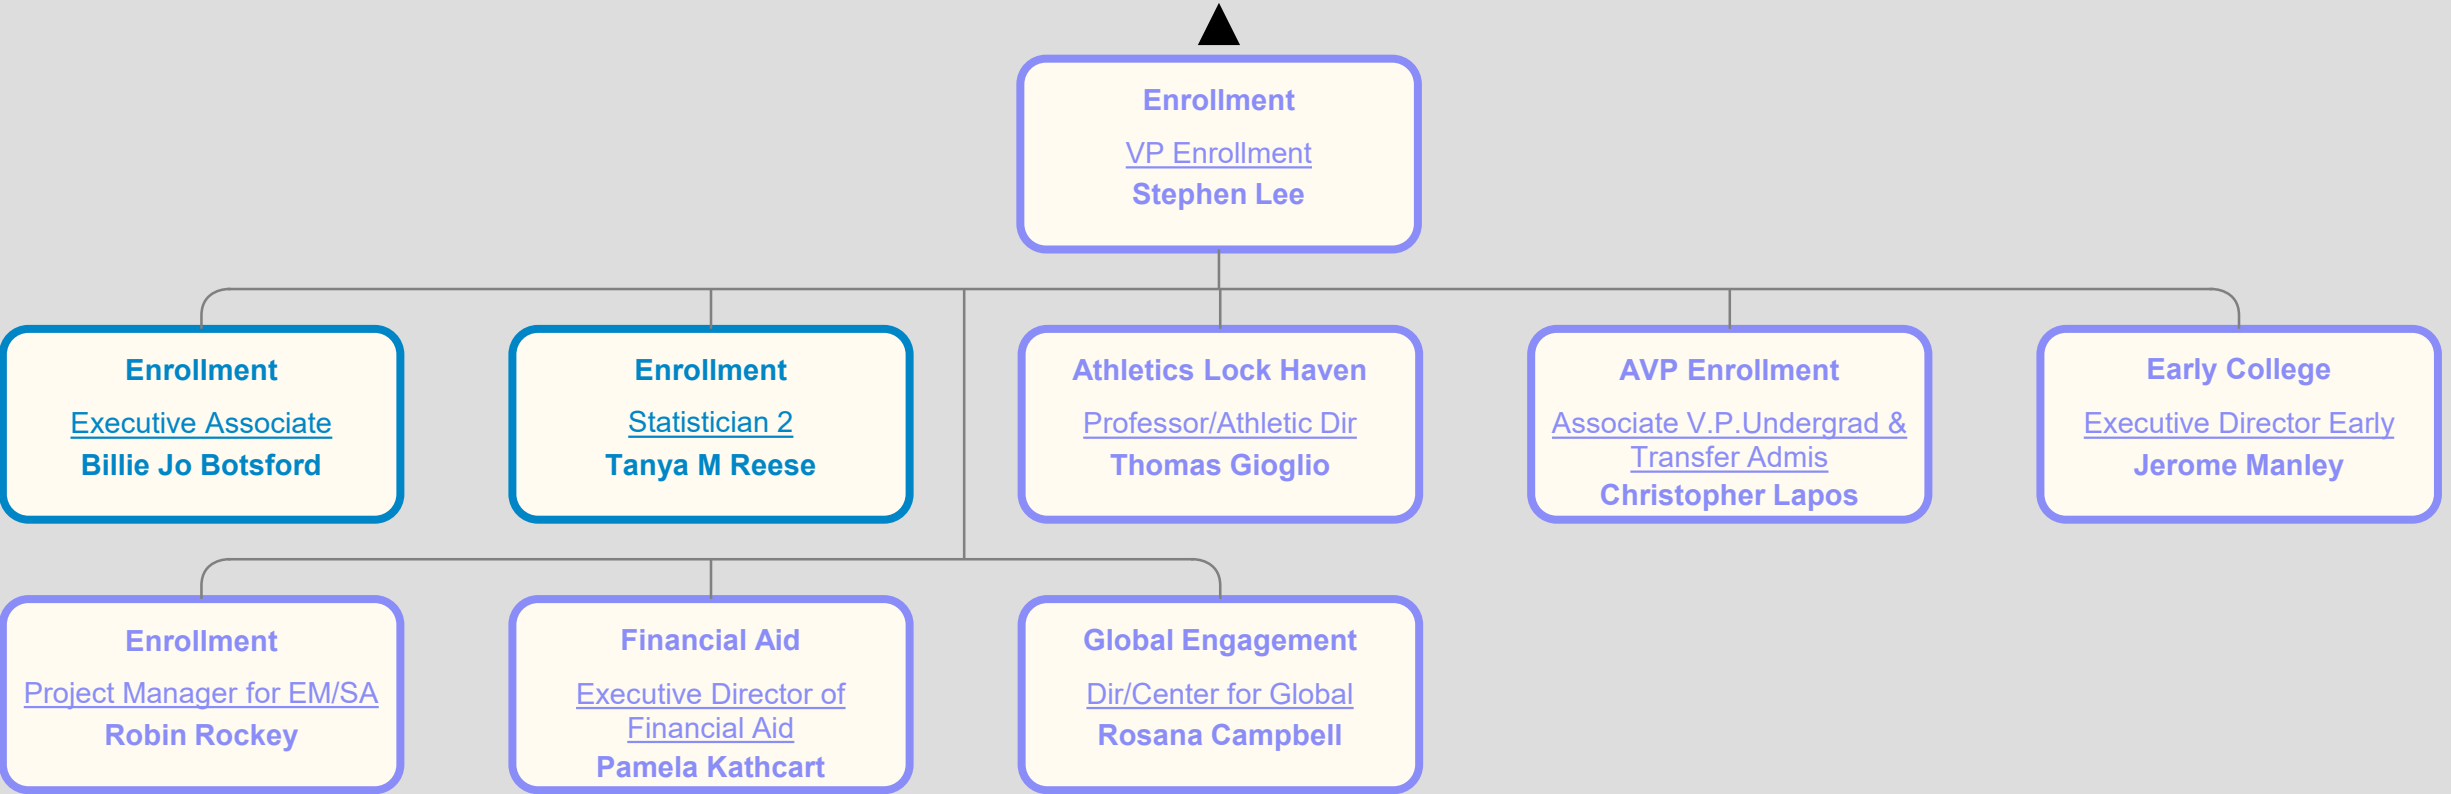 Enrollment
VP Enrollment
Stephen Lee
Enrollment
Executive Associate
Billie Jo Botsford
Enrollment
Statistician 2
Tanya M Reese
Athletics Lock Haven
Professor/Athletic Dir
Thomas Gioglio
AVP Enrollment
Associate V.P.Undergrad &
Transfer Admis
Christopher Lapos
Early College
Executive Director Early
Jerome Manley
Enrollment
Project Manager for EM/SA
Robin Rockey
Financial Aid
Executive Director of
Financial Aid
Pamela Kathcart
Global Engagement
Dir/Center for Global
Rosana Campbell